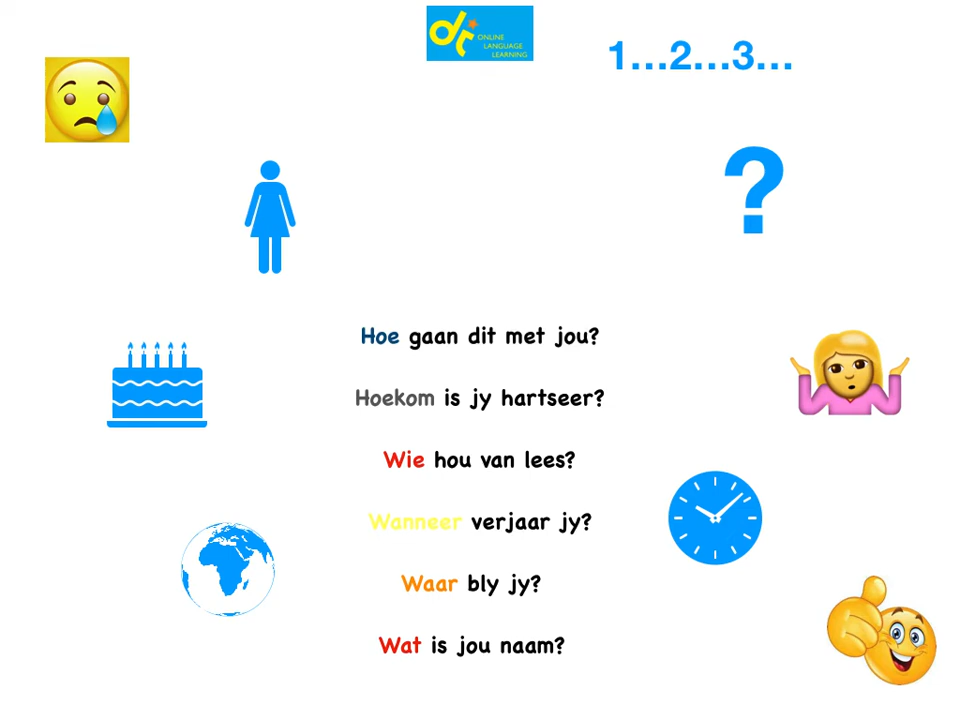 ONLINE
LANGUAGE
LEARNING
1...2...3...
?
Hoe gaan dit met jou?
Hoekom is jy hartseer?
Wie hou van lees?
Wanneer verjaar jy?
Waar bly jy?
Wat is jou naam?